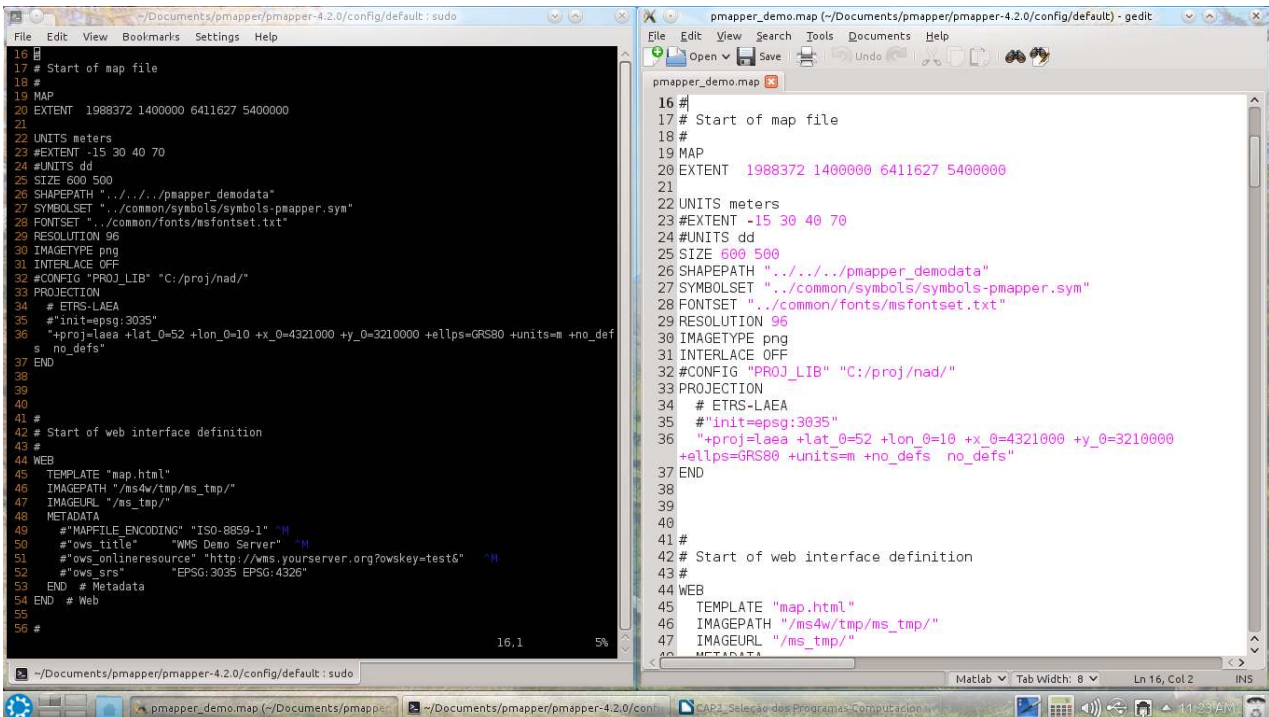 ~/Documents/pmapper/pmapper-4.2.0/config/default : sudo
File Edit View Bookmarks Settings Help
16 #
17 # Start of map file
18 #
19 MAP
20 EXTENT  1988372 1400000 6411627 5400000
21
22 UNITS meters
23 #EXTENT -15 30 40 70
24 #UNITS dd
25 SIZE 600 500
26 SHAPEPATH "../../../pmapper_demodata"
27 SYMBOLSET "../common/symbols/symbols-pmapper.sym"
28 FONTSET "../common/fonts/msfontset.txt"
29 RESOLUTION 96
30 IMAGETYPE png
31 INTERLACE OFF
32 #CONFIG "PROJ_LIB" "C:/proj/nad/"
33 PROJECTION
34   # ETRS-LAEA
35   #"init=epsg:3035"
36   "+proj=laea +lat_0=52 +lon_0=10 +x_0=4321000 +y_0=3210000 +ellps=GRS80 +units=m +no_def
s  no_defs"
37 END
38
39
40
41 #
42 # Start of web interface definition
43 #
44 WEB
45   TEMPLATE "map.html"
46   IMAGEPATH "/ms4w/tmp/ms_tmp/"
47   IMAGEURL "/ms_tmp/"
48   METADATA
49     #"MAPFILE_ENCODING" "ISO-8859-1" ^M
50     #"ows_title"      "WMS Demo Server"  ^M
51     #"ows_onlineresource" "http://wms.yourserver.org?owskey=test&"   ^M
52     #"ows_srs"        "EPSG:3035 EPSG:4326"
53   END  # Metadata
54 END  # Web
55
56 #
16,1 5%
~/Documents/pmapper/pmapper-4.2.0/config/default : sudo
pmapper_demo.map (~/Documents/pmapper/pmapper-4.2.0/config/default) - gedit
File Edit View Search Tools Documents Help
Open Save Undo
pmapper_demo.map
16 #
17 # Start of map file
18 #
19 MAP
20 EXTENT  1988372 1400000 6411627 5400000
21
22 UNITS meters
23 #EXTENT -15 30 40 70
24 #UNITS dd
25 SIZE 600 500
26 SHAPEPATH "../../../pmapper_demodata"
27 SYMBOLSET "../common/symbols/symbols-pmapper.sym"
28 FONTSET "../common/fonts/msfontset.txt"
29 RESOLUTION 96
30 IMAGETYPE png
31 INTERLACE OFF
32 #CONFIG "PROJ_LIB" "C:/proj/nad/"
33 PROJECTION
34   # ETRS-LAEA
35   #"init=epsg:3035"
36   "+proj=laea +lat_0=52 +lon_0=10 +x_0=4321000 +y_0=3210000
+ellps=GRS80 +units=m +no_defs  no_defs"
37 END
38
39
40
41 #
42 # Start of web interface definition
43 #
44 WEB
45   TEMPLATE "map.html"
46   IMAGEPATH "/ms4w/tmp/ms_tmp/"
47   IMAGEURL "/ms_tmp/"
48   METADATA
Matlab Tab Width: 8 Ln 16, Col 2 INS
pmapper_demo.map (~/Documents/pmapper ~/Documents/pmapper/pmapper-4.2.0/conf CAP3_Seleção dos Programas Computacion 11:23 AM